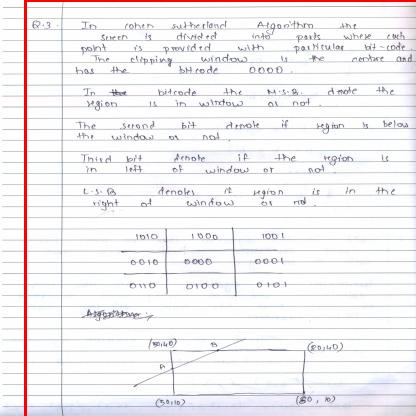 Q.3. In cohen sutherland Algorithm the
screen is divided into parts where each
point is provided with particular bit-code.
The clipping window is the centre and
has the bitcode 0000.
In bitcode the M.S.B. denote the
region is in window or not.
The second bit denote if region is below
the window or not.
Third bit denote if the region is
in left of window or not.
L.S.B denotes if region is in the
right of window or not.
1010 1000 1001
0010 0000 0001
0110 0100 0101
Algorithm :-
(30,40) B (80,40)
A
(30,10) (80, 10)